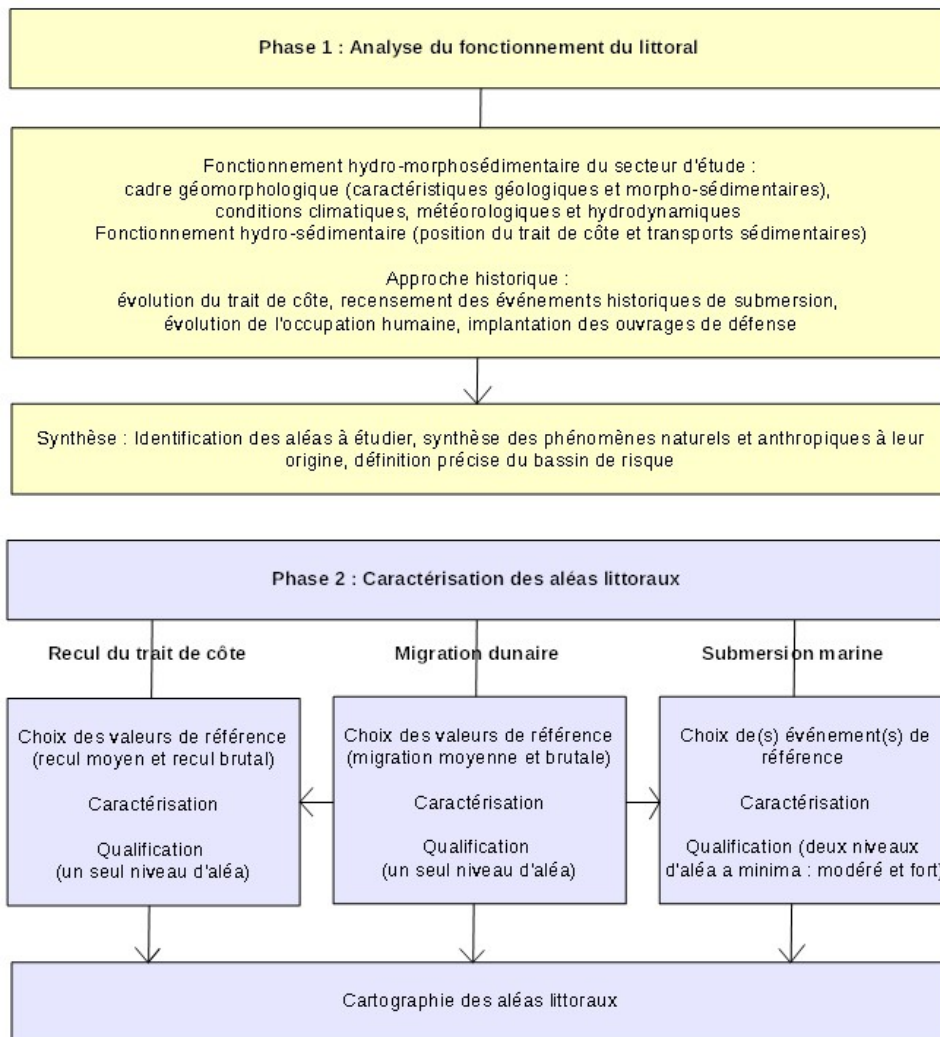 Phase 1 : Analyse du fonctionnement du littoral
Fonctionnement hydro-morphosédimentaire du secteur d'étude :
cadre géomorphologique (caractéristiques géologiques et morpho-sédimentaires),
conditions climatiques, météorologiques et hydrodynamiques
Fonctionnement hydro-sédimentaire (position du trait de côte et transports sédimentaires)
Approche historique :
évolution du trait de côte, recensement des événements historiques de submersion,
évolution de l'occupation humaine, implantation des ouvrages de défense
Synthèse : Identification des aléas à étudier, synthèse des phénomènes naturels et anthropiques à leur
origine, définition précise du bassin de risque
Phase 2 : Caractérisation des aléas littoraux
Recul du trait de côte
Choix des valeurs de référence
(recul moyen et recul brutal)
Caractérisation
Qualification
(un seul niveau d'aléa)
Migration dunaire
Choix des valeurs de référence
(migration moyenne et brutale)
Caractérisation
Qualification
(un seul niveau d'aléa)
Submersion marine
Choix de(s) événement(s) de
référence
Caractérisation
Qualification (deux niveaux
d'aléa a minima : modéré et fort)
Cartographie des aléas littoraux